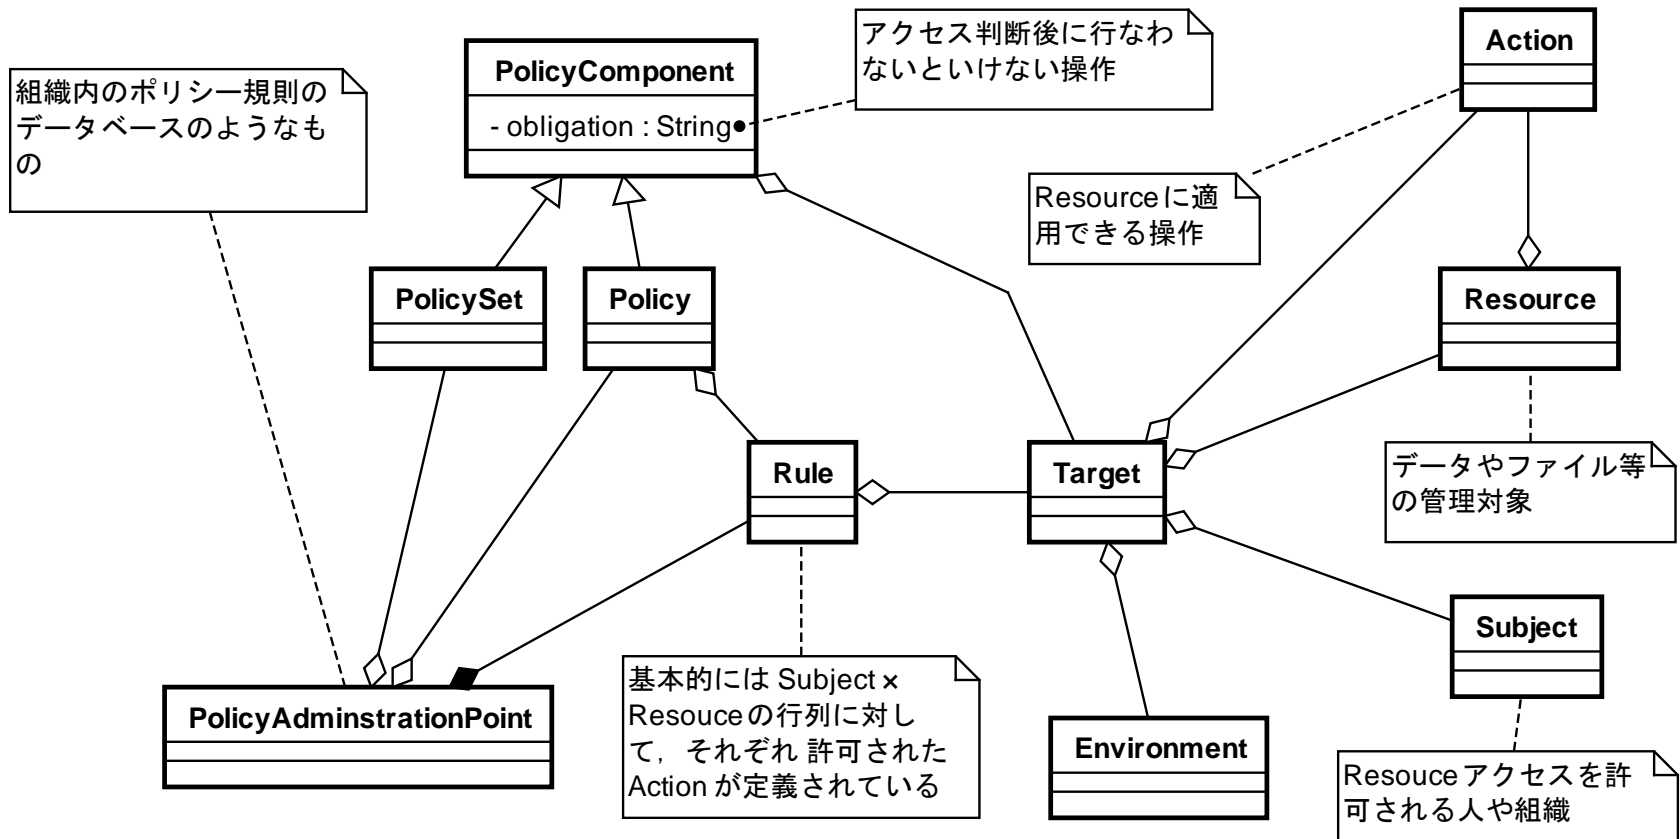 アクセス判断後に行なわ
ないといけない操作
Action
PolicyComponent
- obligation : String
組織内のポリシー規則の
データベースのようなも
の
Resourceに適
用できる操作
PolicySet
Policy
Resource
Rule
Target
データやファイル等
の管理対象
Subject
基本的には Subject ×
Resouceの行列に対し
て，それぞれ 許可された
Action が定義されている
PolicyAdminstrationPoint
Environment
Resouceアクセスを許
可される人や組織